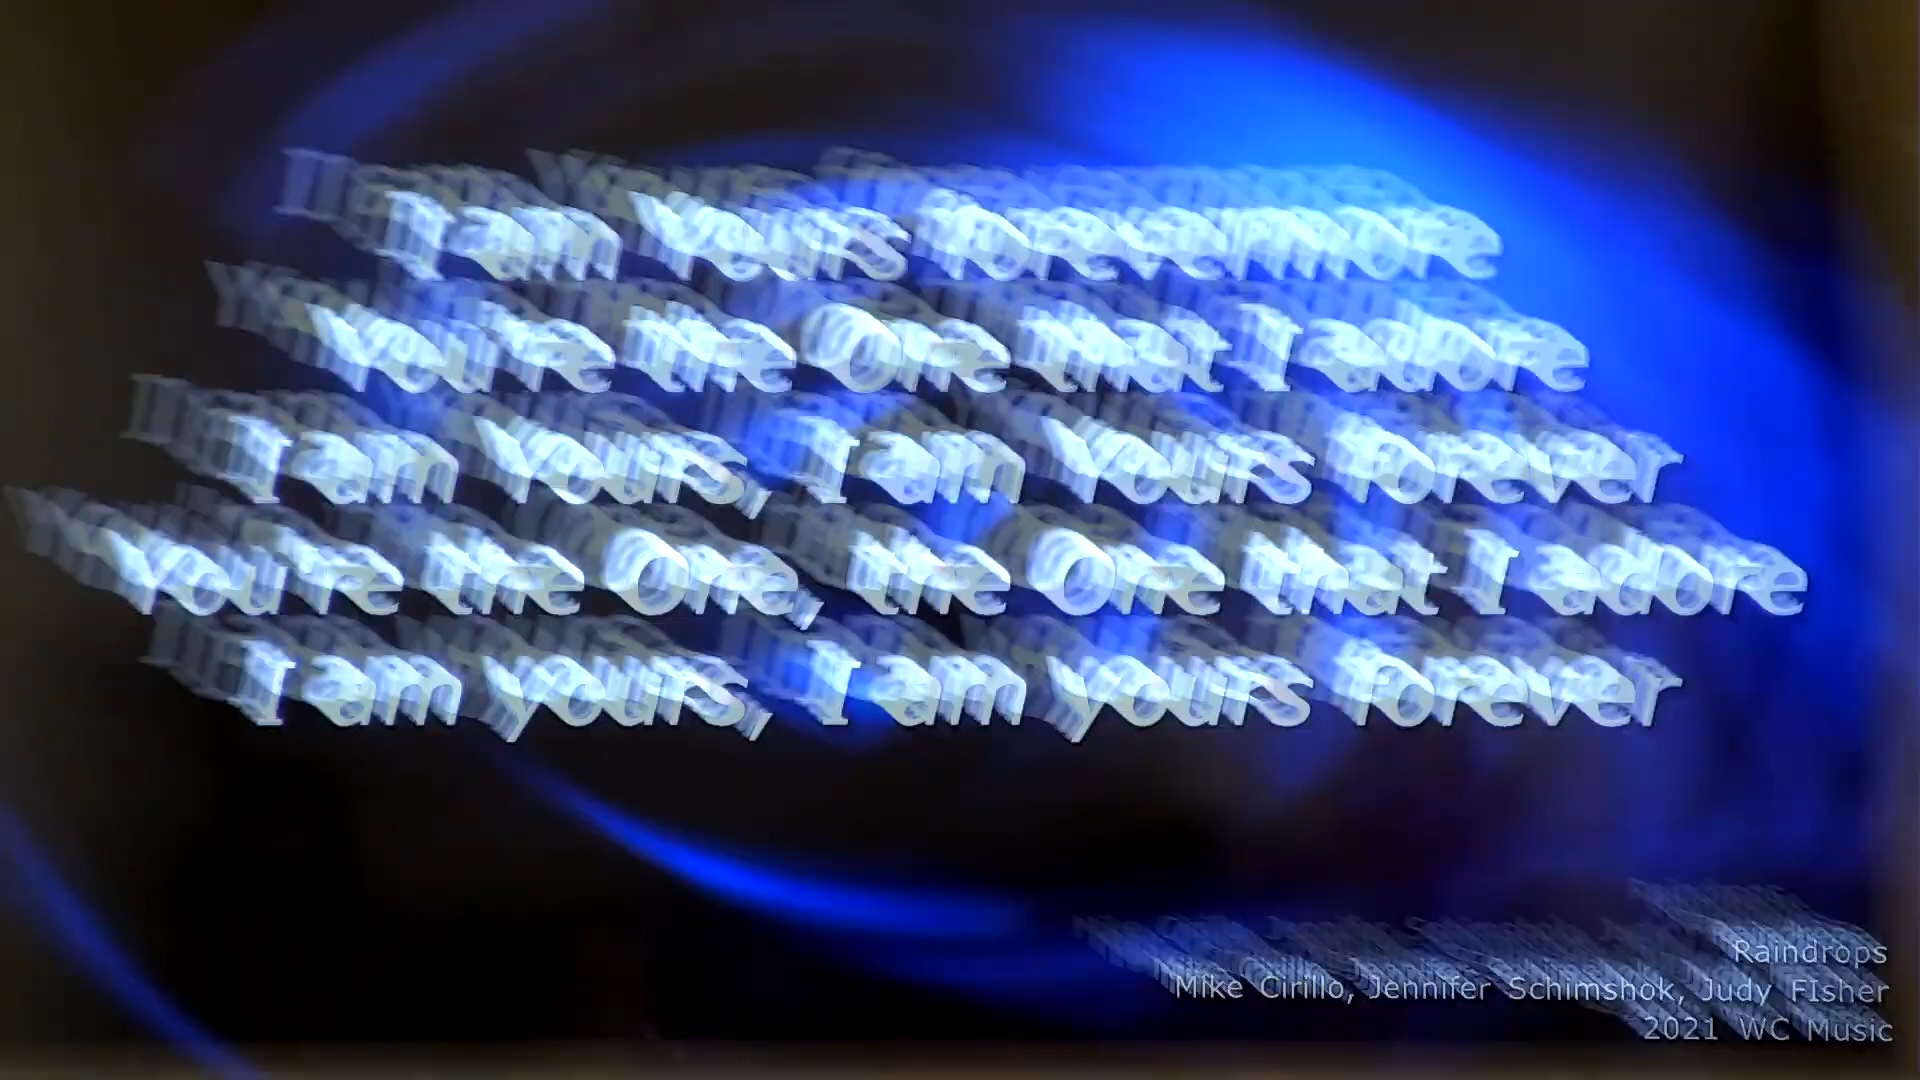 I am Yours forevermore
You're the One that I adore
I am Yours, I am Yours forever
You're the One, the One that I adore
I am yours, I am yours forever
Raindrops
Mike Cirillo, Jennifer Schimshok, Judy FIsher
2021 WC Music